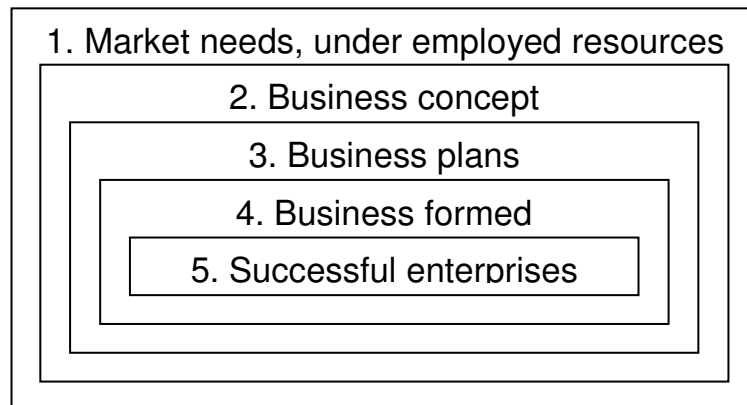 1. Market needs, under employed resources
2. Business concept
3. Business plans
4. Business formed
5. Successful enterprises